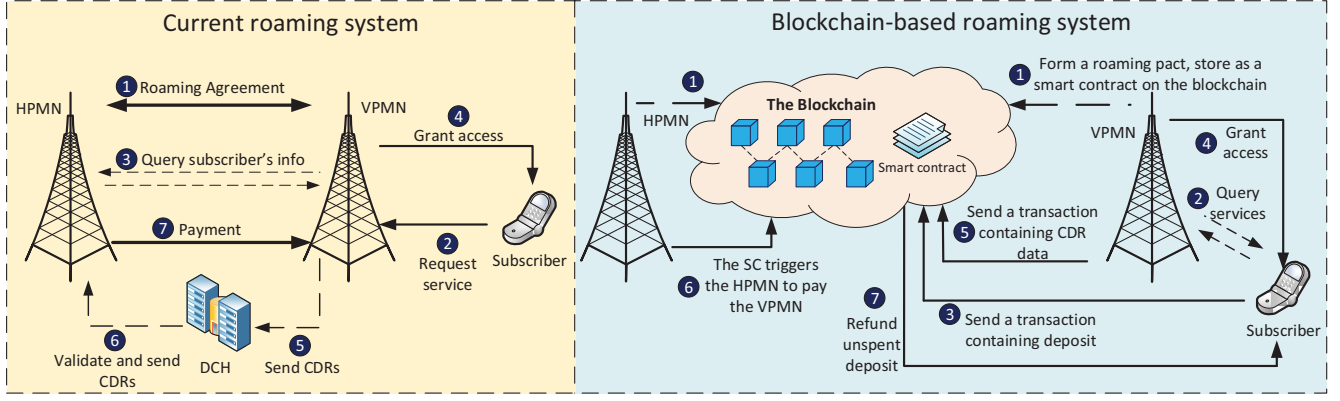 Current roaming system
HPMN
1 Roaming Agreement
VPMN
4
Grant access
3 Query subscriber's info
7 Payment
2
Request
service
Subscriber
6
Validate and send
CDRs
DCH
5
Send CDRs
Blockchain-based roaming system
1
HPMN
The Blockchain
Smart contract
1 Form a roaming pact, store as a
smart contract on the blockchain
VPMN
4 Grant
access
2 Query
services
Send a transaction
5 containing CDR
data
The SC triggers
6 the HPMN to pay
the VPMN
7
Refund
unspent
deposit
3 Send a transaction
containing deposit
Subscriber